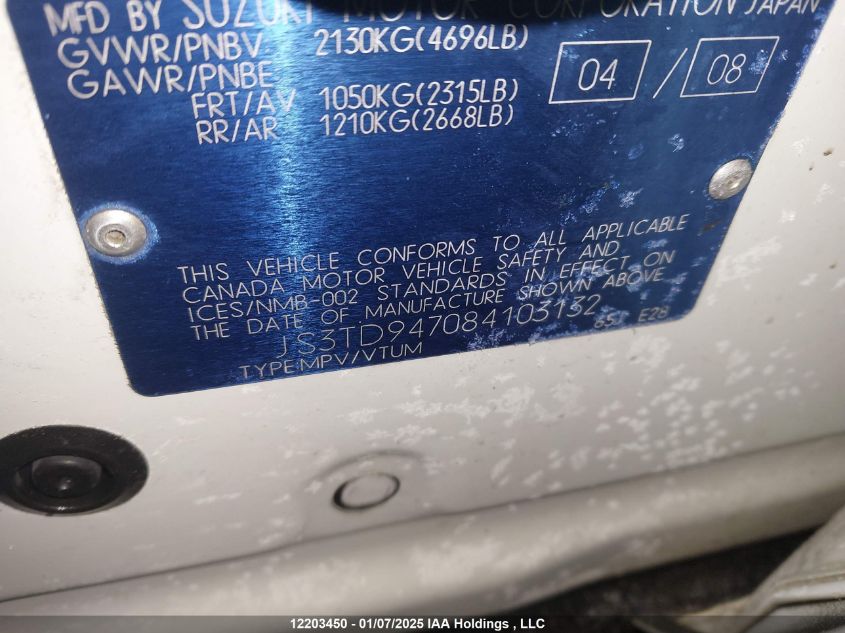 MFD BY SUZUKI MOTOR CORPORATION JAPAN
GVWR/PNBV 2130KG(4696LB)
GAWR/PNBE
04 / 08
FRT/AV 1050KG(2315LB)
RR/AR 1210KG(2668LB)
THIS VEHICLE CONFORMS TO ALL APPLICABLE
CANADA MOTOR VEHICLE SAFETY AND
ICES/NMB-002 STANDARDS IN EFFECT ON
THE DATE OF MANUFACTURE SHOWN ABOVE
JS3TD947084103132
65J E28
TYPE MPV/VTUM
12203450 - 01/07/2025 IAA Holdings , LLC